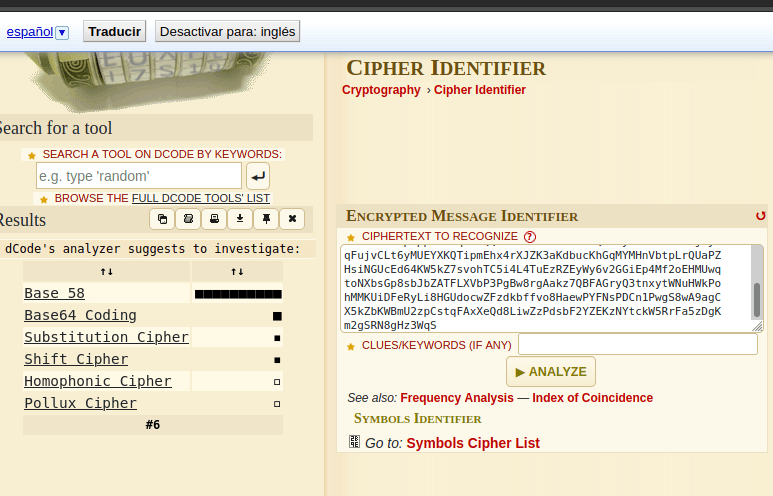 español ▼ Traducir Desactivar para: inglés
Search for a tool
★ SEARCH A TOOL ON DCODE BY KEYWORDS:
e.g. type 'random'
★ BROWSE THE FULL DCODE TOOLS' LIST
Results
dCode's analyzer suggests to investigate:
↑↓ ↑↓
Base 58 ■■■■■■■■■■
Base64 Coding ■
Substitution Cipher ▪
Shift Cipher ▪
Homophonic Cipher ▫
Pollux Cipher ▫
#6
CIPHER IDENTIFIER
Cryptography › Cipher Identifier
ENCRYPTED MESSAGE IDENTIFIER
★ CIPHERTEXT TO RECOGNIZE ?
qFujvCLt6yMUEYXKQTipmEhx4rXJZK3aKdbucKhGqMYMHnVbtpLrQUaPZ
HsiNGUcEd64KW5kZ7svohTC5i4L4TuEzRZEyWy6v2GGiEp4Mf2oEHMUwq
toNXbsGp8sbJbZATFLXVbP3PgBw8rgAakz7QBFAGryQ3tnxytWNuHWkPo
hMMKUiDFeRyLi8HGUdocwZFzdkbffvo8HaewPYFNsPDCn1PwgS8wA9agC
X5kZbKWBmU2zpCstqFAxXeQd8LiwZzPdsbF2YZEKzNYtckW5RrFa5zDgK
m2gSRN8gHz3WqS
★ CLUES/KEYWORDS (IF ANY)
▶ ANALYZE
See also: Frequency Analysis — Index of Coincidence
SYMBOLS IDENTIFIER
Go to: Symbols Cipher List